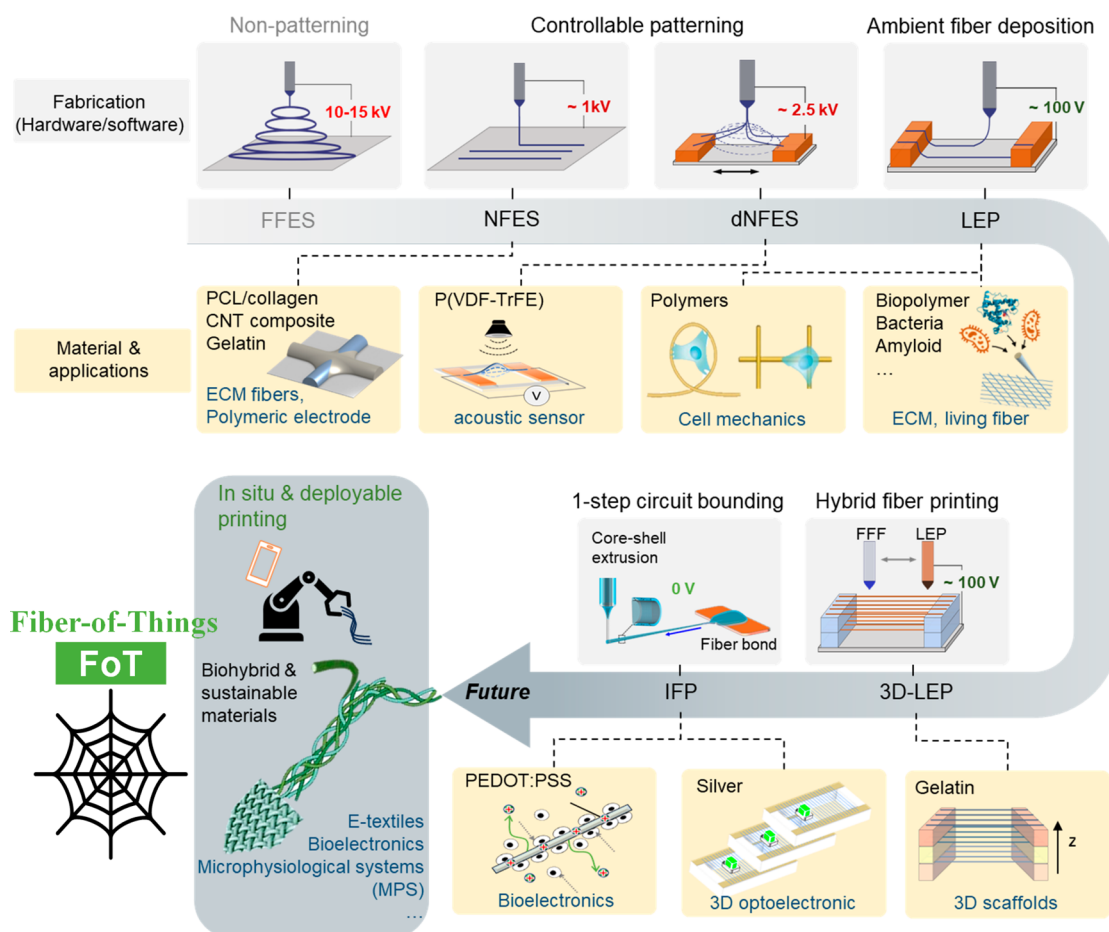 Non-patterning
Controllable patterning
Ambient fiber deposition
Fabrication
(Hardware/software)
10-15 kV
~ 1kV
~ 2.5 kV
~ 100 V
FFES
NFES
dNFES
LEP
Material &
applications
PCL/collagen
CNT composite
Gelatin
ECM fibers,
Polymeric electrode
P(VDF-TrFE)
V
acoustic sensor
Polymers
Cell mechanics
Biopolymer
Bacteria
Amyloid
...
ECM, living fiber
1-step circuit bounding
Hybrid fiber printing
Core-shell
extrusion
0 V
Fiber bond
FFF
LEP
~ 100 V
Future
IFP
3D-LEP
PEDOT:PSS
Bioelectronics
Silver
3D optoelectronic
Gelatin
z
3D scaffolds
In situ & deployable
printing
Biohybrid &
sustainable
materials
E-textiles
Bioelectronics
Microphysiological systems
(MPS)
...
Fiber-of-Things
FoT